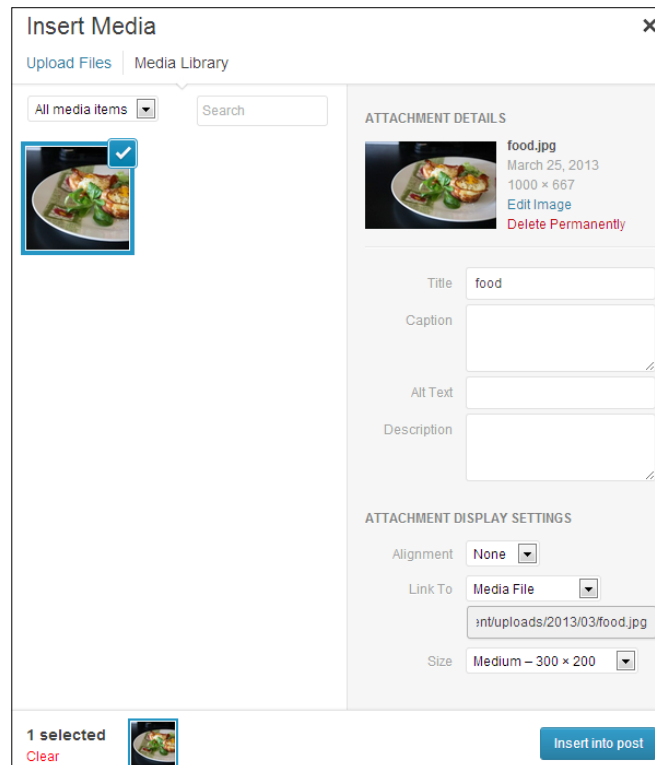 Insert Media
Upload Files Media Library
All media items Search
ATTACHMENT DETAILS
food.jpg
March 25, 2013
1000 × 667
Edit Image
Delete Permanently
Title food
Caption
Alt Text
Description
ATTACHMENT DISPLAY SETTINGS
Alignment None
Link To Media File
ent/uploads/2013/03/food.jpg
Size Medium – 300 × 200
1 selected
Clear
Insert into post